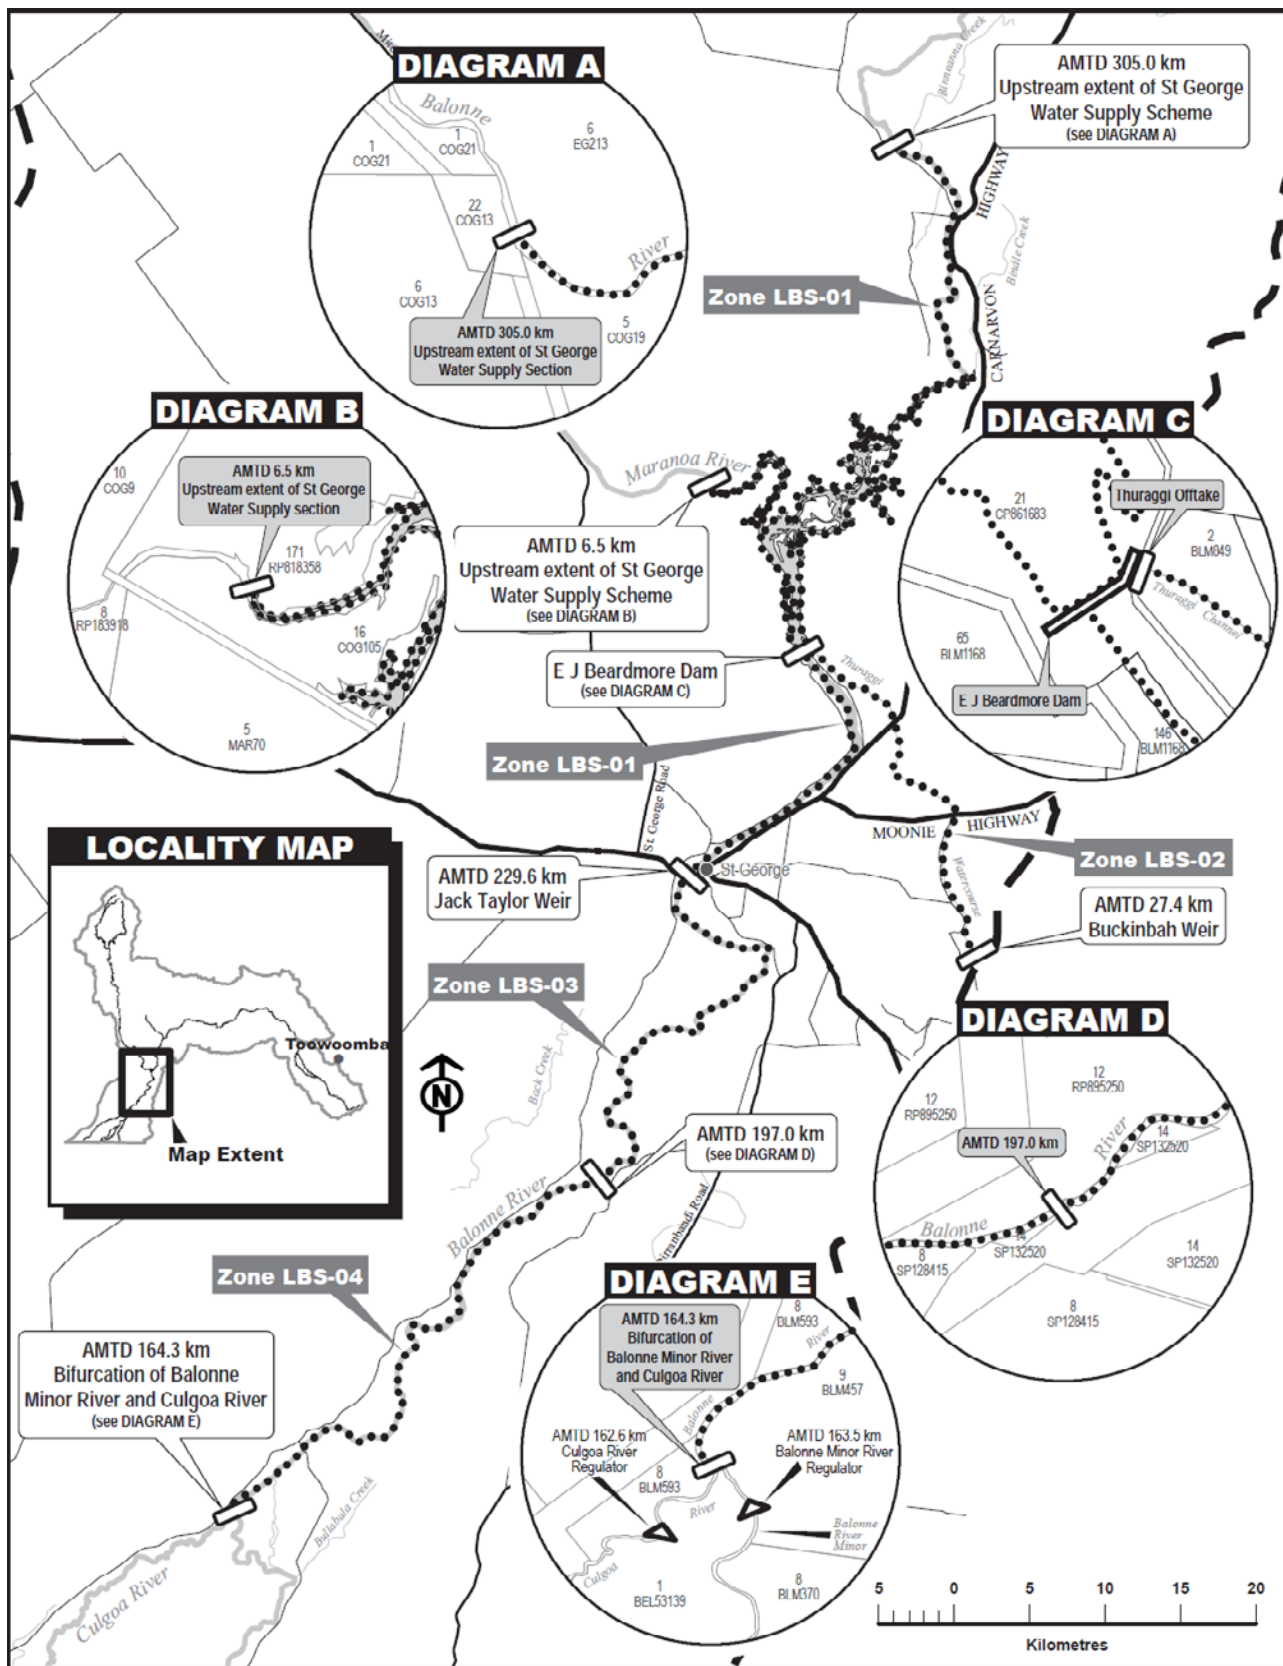 DIAGRAM A
Balonne
1
COG21
1
COG21
6
EG213
22
COG13
River
6
COG13
5
COG19
AMTD 305.0 km
Upstream extent of St George
Water Supply Section
Binneanna Creek
AMTD 305.0 km
Upstream extent of St George
Water Supply Scheme
(see DIAGRAM A)
HIGHWAY
Bindle Creek
Zone LBS-01
CARNARVON
DIAGRAM B
10
COG9
AMTD 6.5 km
Upstream extent of St George
Water Supply section
171
RP818358
8
RP183918
16
COG105
5
MAR70
Maranoa River
AMTD 6.5 km
Upstream extent of St George
Water Supply Scheme
(see DIAGRAM B)
DIAGRAM C
21
CP861683
Thuraggi Offtake
2
BLM849
Thuraggi
Channel
65
BLM1168
E J Beardmore Dam
146
BLM1168
E J Beardmore Dam
(see DIAGRAM C)
Thuraggi
Zone LBS-01
St. George Road
MOONIE
HIGHWAY
Zone LBS-02
Watercourse
St-George
AMTD 229.6 km
Jack Taylor Weir
AMTD 27.4 km
Buckinbah Weir
LOCALITY MAP
Toowoomba
Map Extent
N
Zone LBS-03
Back Creek
AMTD 197.0 km
(see DIAGRAM D)
DIAGRAM D
12
RP895250
12
RP895250
AMTD 197.0 km
River
14
SP132520
Balonne
14
SP132520
8
SP128415
14
SP132520
8
SP128415
Balonne River
Zone LBS-04
DIAGRAM E
AMTD 164.3 km
Bifurcation of
Balonne Minor River
and Culgoa River
8
BLM593
River
9
BLM457
Balonne
AMTD 162.6 km
Culgoa River
Regulator
AMTD 163.5 km
Balonne Minor River
Regulator
8
BLM593
River
Culgoa
Balonne
River
Minor
1
BEL53139
8
BLM370
AMTD 164.3 km
Bifurcation of Balonne
Minor River and Culgoa River
(see DIAGRAM E)
Bullabala Creek
Culgoa River
5 0 5 10 15 20
Kilometres